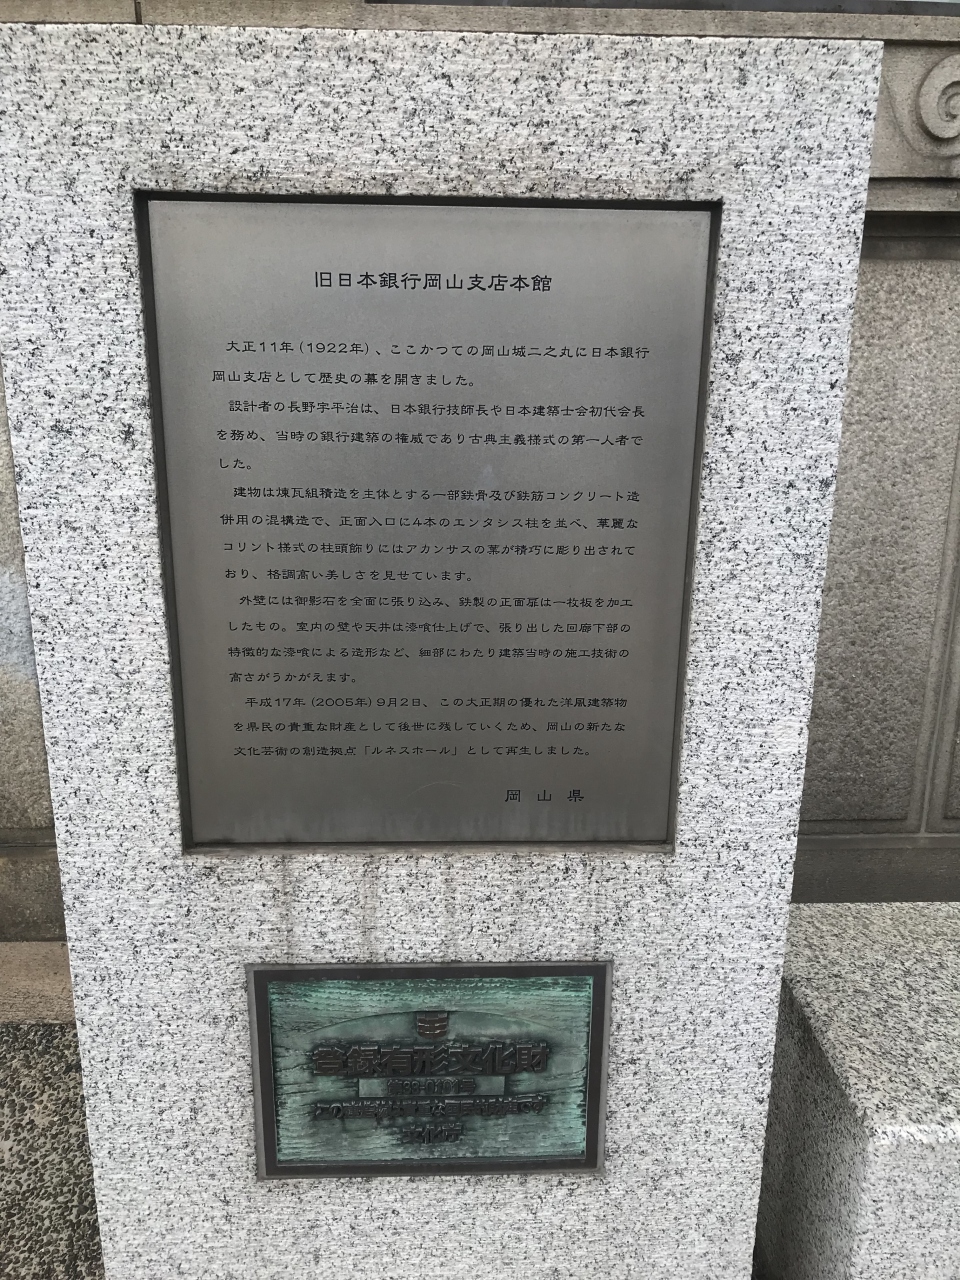 旧日本銀行岡山支店本館
大正11年(1922年)、ここかつての岡山城二之丸に日本銀行
岡山支店として歴史の幕を開きました。
設計者の長野宇平治は、日本銀行技師長や日本建築士会初代会長
を務め、当時の銀行建築の権威であり古典主義様式の第一人者で
した。
建物は煉瓦組積造を主体とする一部鉄骨及び鉄筋コンクリート造
併用の混構造で、正面入口に4本のエンタシス柱を並べ、華麗な
コリント様式の柱頭飾りにはアカンサスの葉が精巧に彫り出されて
おり、格調高い美しさを見せています。
外壁には御影石を全面に張り込み、鉄製の正面扉は一枚板を加工
したもの。室内の壁や天井は漆喰仕上げで、張り出した回廊下部の
特徴的な漆喰による造形など、細部にわたり建築当時の施工技術の
高さがうかがえます。
平成17年(2005年)9月2日、この大正期の優れた洋風建築物
を県民の貴重な財産として後世に残していくため、岡山の新たな
文化芸術の創造拠点「ルネスホール」として再生しました。
岡山県
登録有形文化財
文化庁